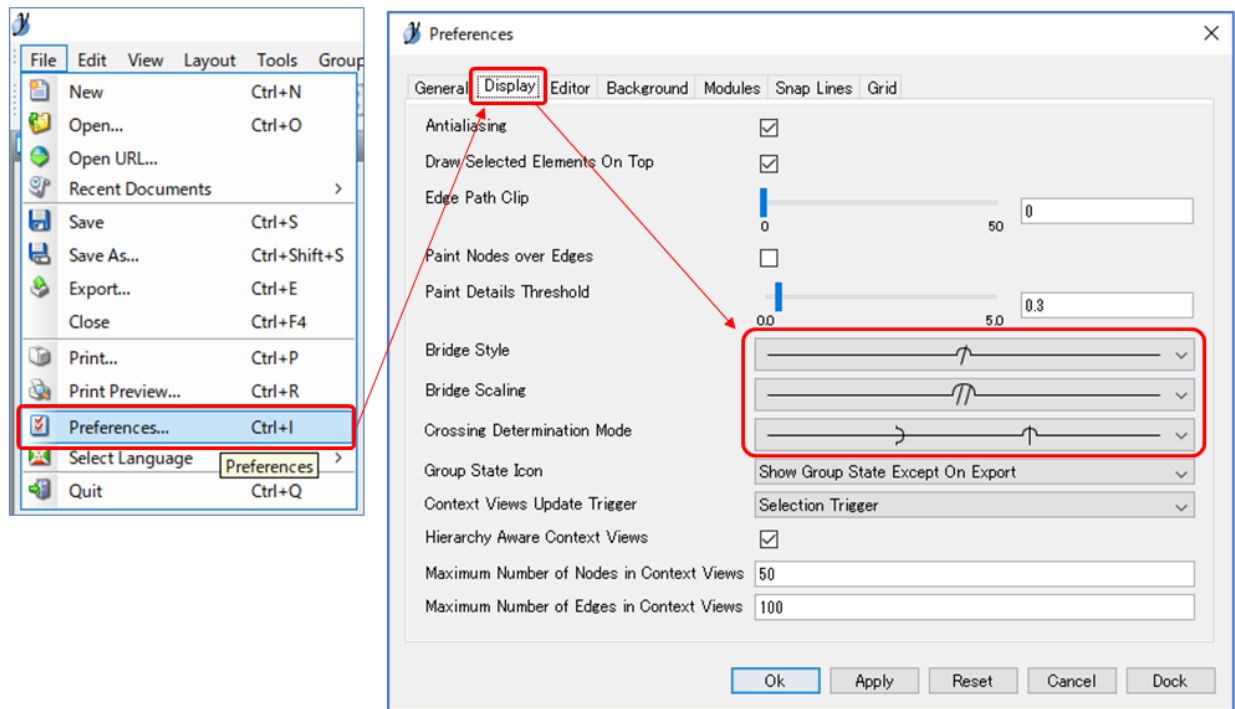 File Edit View Layout Tools Group
New Ctrl+N
Open... Ctrl+O
Open URL...
Recent Documents
Save Ctrl+S
Save As... Ctrl+Shift+S
Export... Ctrl+E
Close Ctrl+F4
Print... Ctrl+P
Print Preview... Ctrl+R
Preferences... Ctrl+I
Select Language
Preferences
Quit Ctrl+Q
Preferences
General Display Editor Background Modules Snap Lines Grid
Antialiasing
Draw Selected Elements On Top
Edge Path Clip
0
0 50
Paint Nodes over Edges
Paint Details Threshold
0.3
0.0 5.0
Bridge Style
Bridge Scaling
Crossing Determination Mode
Group State Icon Show Group State Except On Export
Context Views Update Trigger Selection Trigger
Hierarchy Aware Context Views
Maximum Number of Nodes in Context Views 50
Maximum Number of Edges in Context Views 100
Ok Apply Reset Cancel Dock